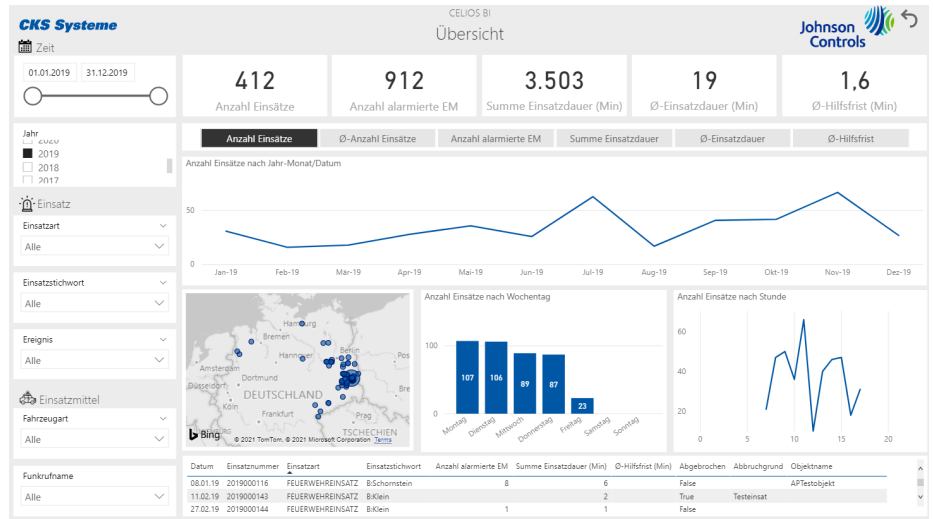 CELIOS BI
CKS Systeme
Übersicht
Johnson
Controls
Zeit
01.01.2019 31.12.2019
412
Anzahl Einsätze
912
Anzahl alarmierte EM
3.503
Summe Einsatzdauer (Min)
19
Ø-Einsatzdauer (Min)
1,6
Ø-Hilfsfrist (Min)
Jahr
2020
2019
2018
2017
Anzahl Einsätze Ø-Anzahl Einsätze Anzahl alarmierte EM Summe Einsatzdauer Ø-Einsatzdauer Ø-Hilfsfrist
Anzahl Einsätze nach Jahr-Monat/Datum
50
0
Jan-19 Feb-19 Mär-19 Apr-19 Mai-19 Jun-19 Jul-19 Aug-19 Sep-19 Okt-19 Nov-19 Dez-19
Einsatz
Einsatzart
Alle
Einsatzstichwort
Alle
Ereignis
Alle
Einsatzmittel
Fahrzeugart
Alle
Funkrufname
Alle
Hamburg
Bremen
Hannover
Berlin
Pos
Amsterdam
Dortmund
Düsseldorf
DEUTSCHLAND
Bre
Köln
Frankfurt
Prag
TSCHECHIEN
Bing
© 2021 TomTom, © 2021 Microsoft Corporation Terms
Anzahl Einsätze nach Wochentag
100
0
107 106 89 87 23
Montag Dienstag Mittwoch Donnerstag Freitag Samstag Sonntag
Anzahl Einsätze nach Stunde
60
40
20
0 5 10 15 20
Datum Einsatznummer Einsatzart Einsatzstichwort Anzahl alarmierte EM Summe Einsatzdauer (Min) Ø-Hilfsfrist (Min) Abgebrochen Abbruchgrund Objektname
08.01.19 2019000116 FEUERWEHREINSATZ B:Schornstein 8 6 False APTestobjekt
11.02.19 2019000143 FEUERWEHREINSATZ B:Klein 2 True Testeinsat
27.02.19 2019000144 FEUERWEHREINSATZ B:Klein 1 1 False